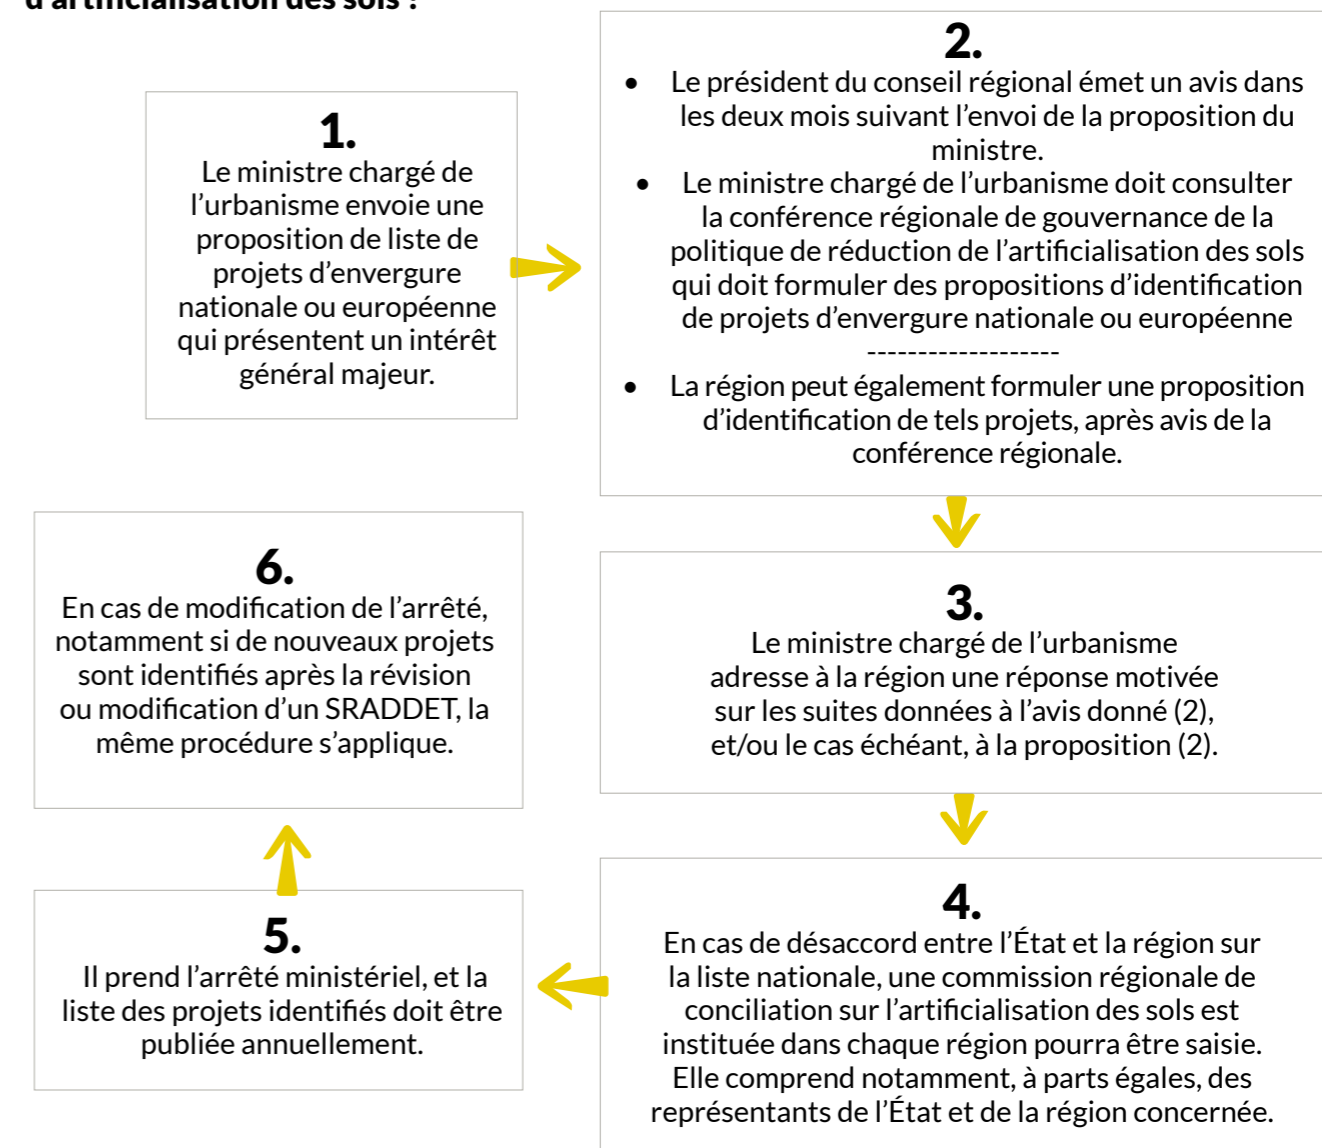 d'artificialisation des sols ?
1.
Le ministre chargé de
l'urbanisme envoie une
proposition de liste de
projets d'envergure
nationale ou européenne
qui présentent un intérêt
général majeur.
2.
• Le président du conseil régional émet un avis dans
les deux mois suivant l'envoi de la proposition du
ministre.
• Le ministre chargé de l'urbanisme doit consulter
la conférence régionale de gouvernance de la
politique de réduction de l'artificialisation des sols
qui doit formuler des propositions d'identification
de projets d'envergure nationale ou européenne
-------------------
• La région peut également formuler une proposition
d'identification de tels projets, après avis de la
conférence régionale.
3.
Le ministre chargé de l'urbanisme
adresse à la région une réponse motivée
sur les suites données à l'avis donné (2),
et/ou le cas échéant, à la proposition (2).
4.
En cas de désaccord entre l'État et la région sur
la liste nationale, une commission régionale de
conciliation sur l'artificialisation des sols est
instituée dans chaque région pourra être saisie.
Elle comprend notamment, à parts égales, des
représentants de l'État et de la région concernée.
5.
Il prend l'arrêté ministériel, et la
liste des projets identifiés doit être
publiée annuellement.
6.
En cas de modification de l'arrêté,
notamment si de nouveaux projets
sont identifiés après la révision
ou modification d'un SRADDET, la
même procédure s'applique.